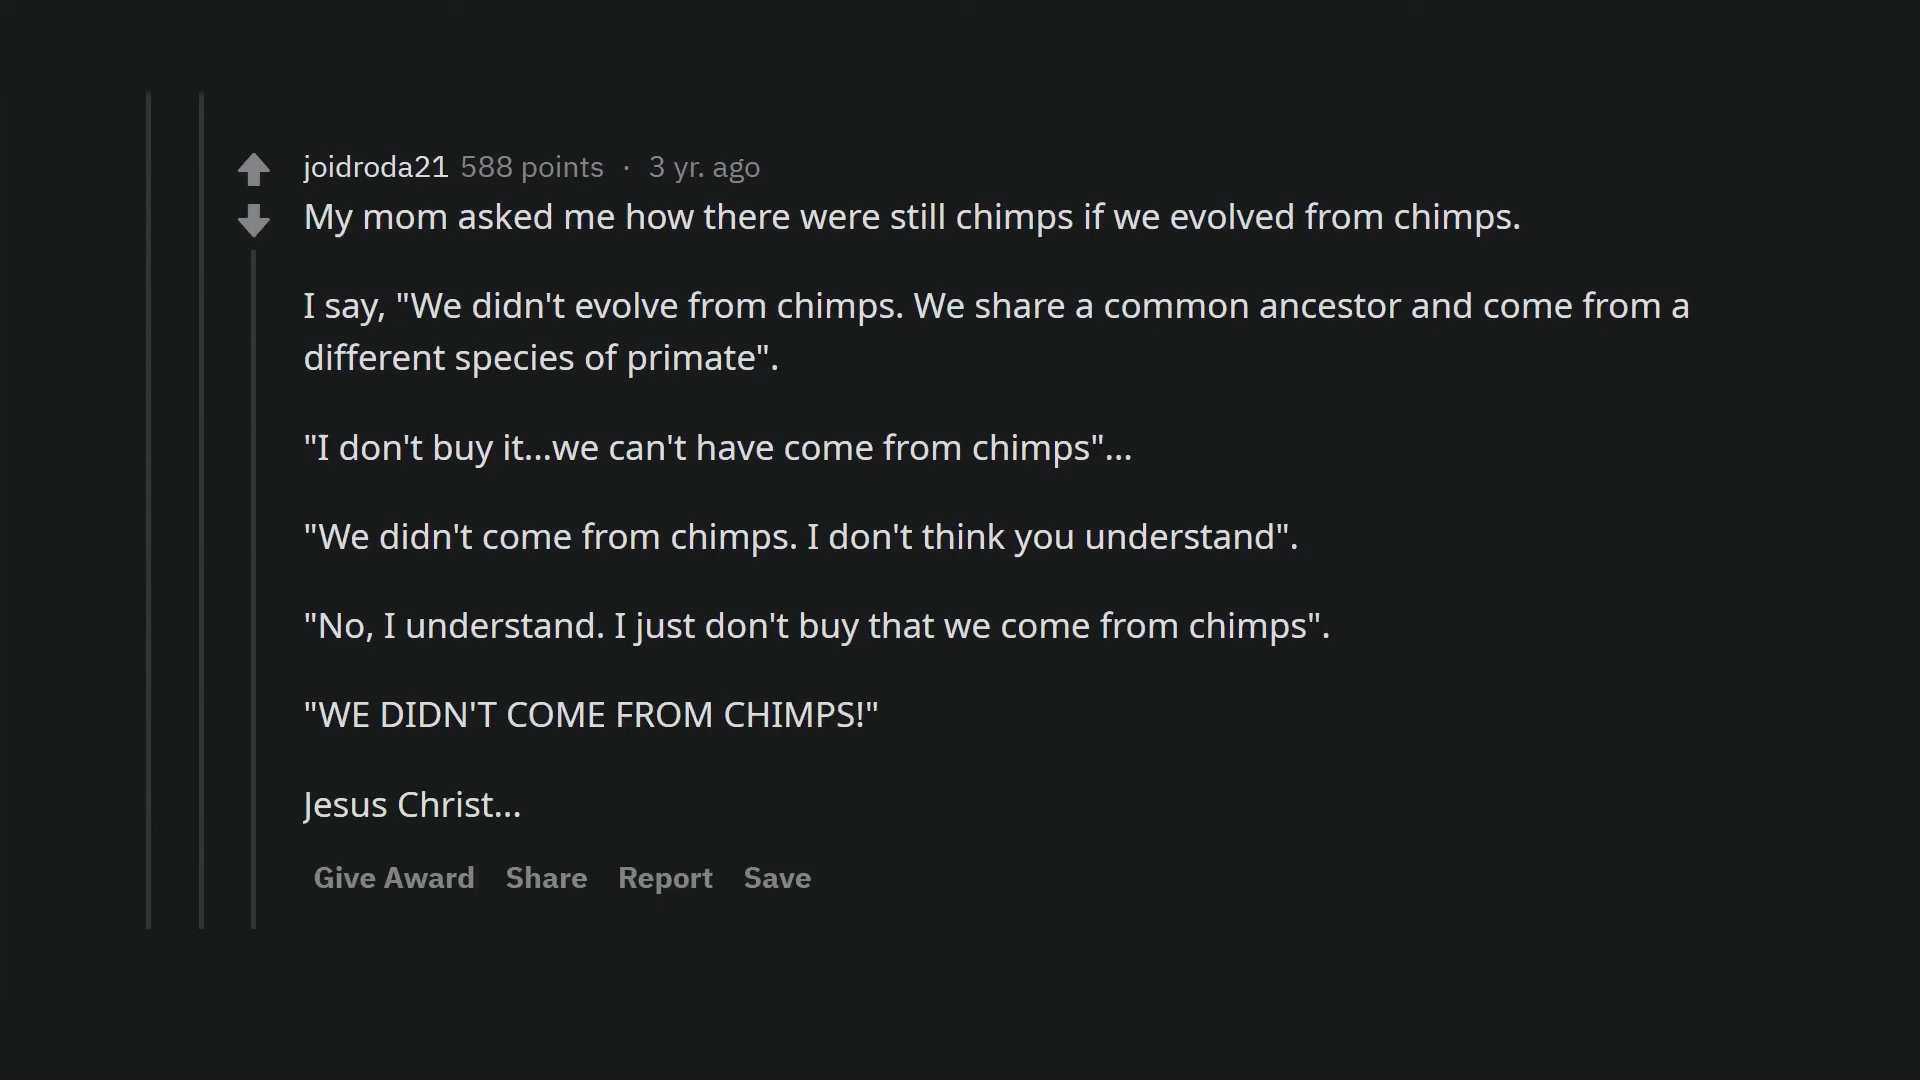 joidroda21 588 points · 3 yr. ago
My mom asked me how there were still chimps if we evolved from chimps.
I say, "We didn't evolve from chimps. We share a common ancestor and come from a
different species of primate".
"I don't buy it...we can't have come from chimps"...
"We didn't come from chimps. I don't think you understand".
"No, I understand. I just don't buy that we come from chimps".
"WE DIDN'T COME FROM CHIMPS!"
Jesus Christ...
Give Award Share Report Save